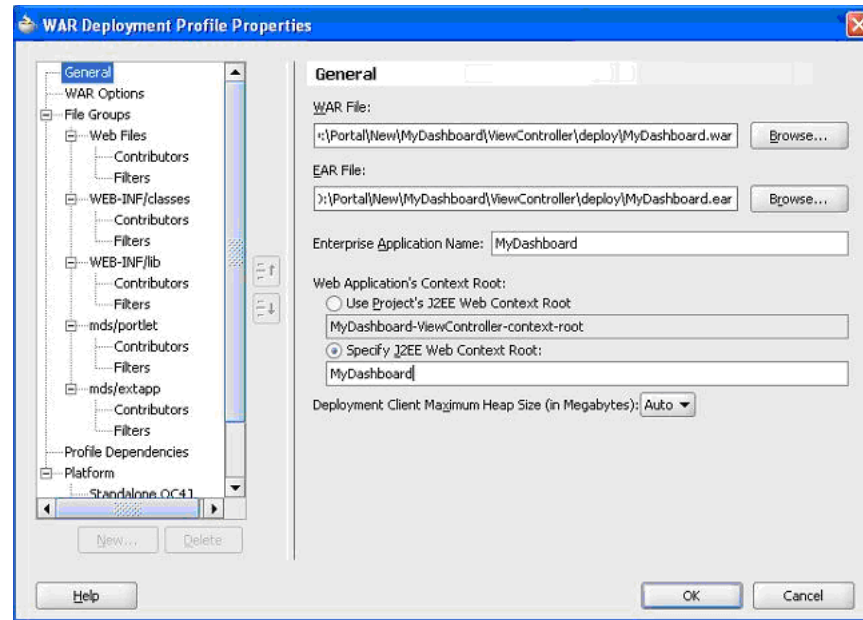 WAR Deployment Profile Properties
General
WAR Options
File Groups
Web Files
Contributors
Filters
WEB-INF/classes
Contributors
Filters
WEB-INF/lib
Contributors
Filters
mds/portlet
Contributors
Filters
mds/extapp
Contributors
Filters
Profile Dependencies
Platform
Standalone OC4J
New...
Delete
General
WAR File:
:\Portal\New\MyDashboard\ViewController\deploy\MyDashboard.war
Browse...
EAR File:
):\Portal\New\MyDashboard\ViewController\deploy\MyDashboard.ear
Browse...
Enterprise Application Name: MyDashboard
Web Application's Context Root:
Use Project's J2EE Web Context Root
MyDashboard-ViewController-context-root
Specify J2EE Web Context Root:
MyDashboard
Deployment Client Maximum Heap Size (in Megabytes): Auto
Help
OK
Cancel